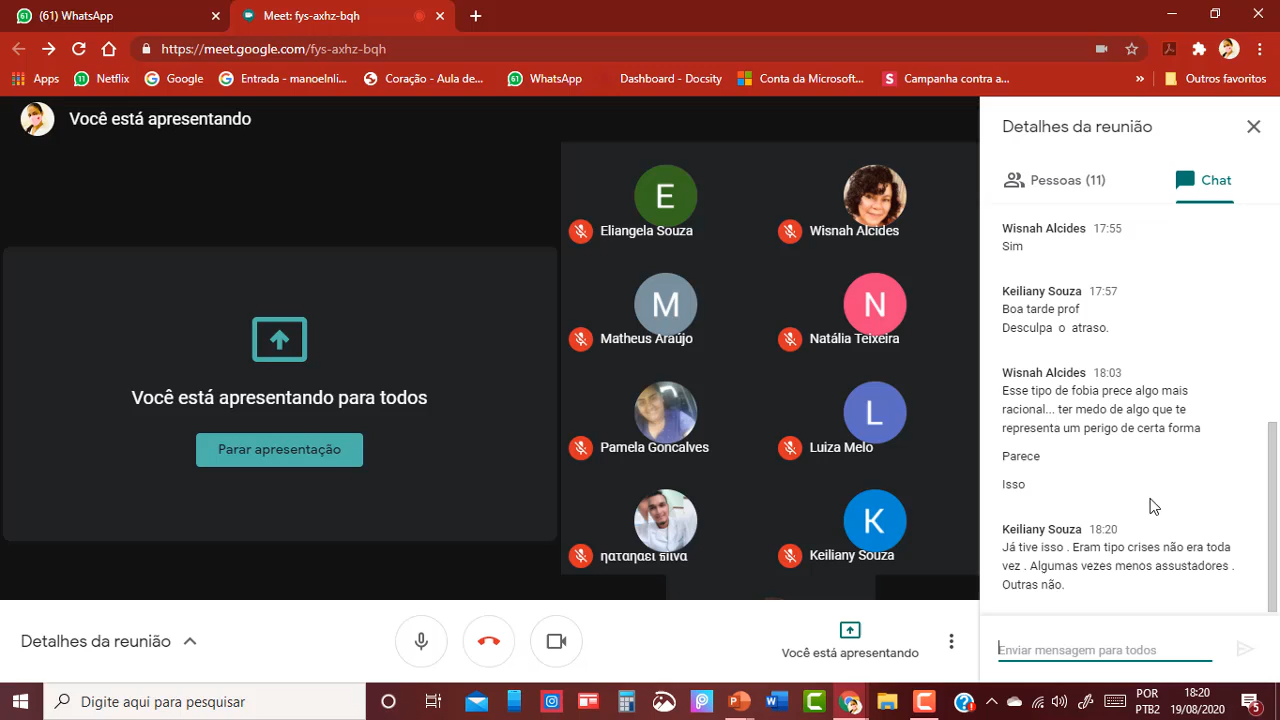 (61) WhatsApp
Meet: fys-axhz-bqh
https://meet.google.com/fys-axhz-bqh
Apps
Netflix
Google
Entrada - manoelnli...
Coração - Aula de...
WhatsApp
Dashboard - Docsity
Conta da Microsoft...
Campanha contra a...
»
Outros favoritos
Você está apresentando
Você está apresentando para todos
Parar apresentação
E
Eliangela Souza
Wisnah Alcides
M
Matheus Araújo
N
Natália Teixeira
Pamela Goncalves
L
Luiza Melo
ηαταηαεl sιlvα
K
Keiliany Souza
Detalhes da reunião
Pessoas (11)
Chat
Wisnah Alcides 17:55
Sim
Keiliany Souza 17:57
Boa tarde prof
Desculpa o atraso.
Wisnah Alcides 18:03
Esse tipo de fobia prece algo mais
racional... ter medo de algo que te
representa um perigo de certa forma
Parece
Isso
Keiliany Souza 18:20
Já tive isso . Eram tipo crises não era toda
vez . Algumas vezes menos assustadores .
Outras não.
Enviar mensagem para todos
Detalhes da reunião
Você está apresentando
Digite aqui para pesquisar
POR
PTB2
18:20
19/08/2020
5